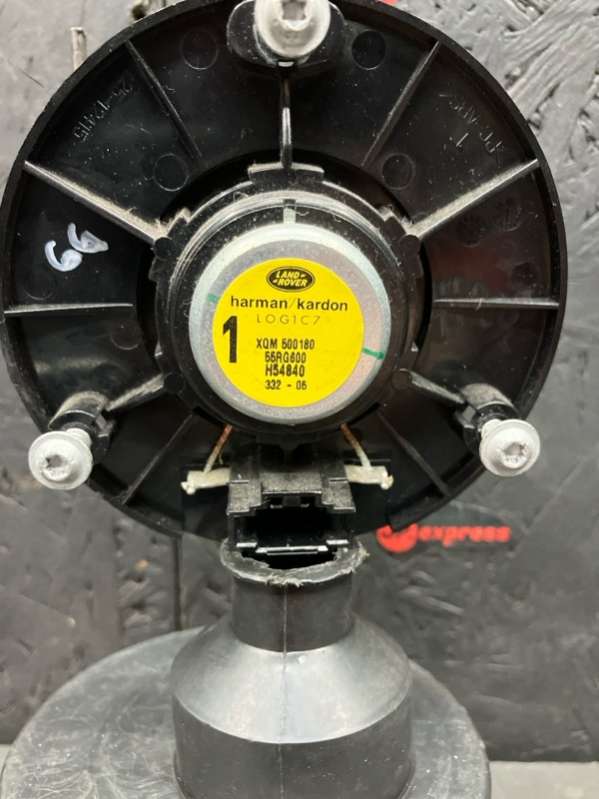 66
LAND
ROVER
harman/kardon
LOGIC7
1
XQM 500180
55RG600
H54840
332 - 05
express